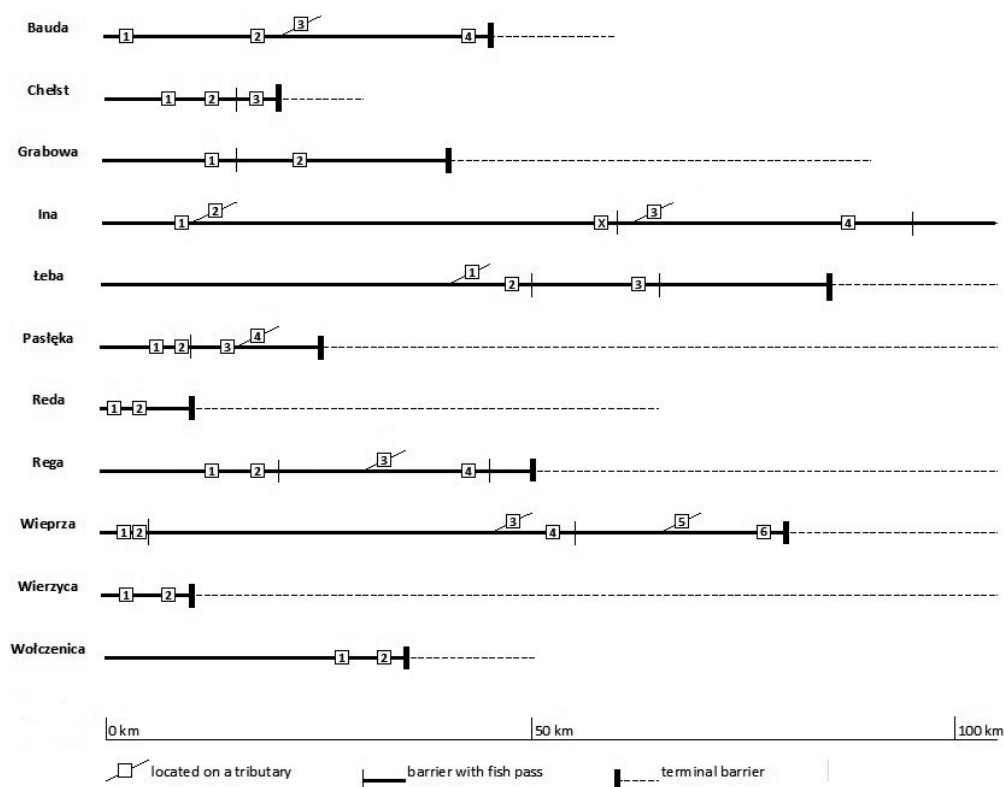 Bauda 1 2 3 4
Chełst 1 2 3
Grabowa 1 2
Ina 1 2 X 3 4
Łeba 1 2 3
Pasłęka 1 2 3 4
Reda 1 2
Rega 1 2 3 4
Wieprza 1 2 3 4 5 6
Wierzyca 1 2
Wołczenica 1 2
0 km 50 km 100 km
located on a tributary barrier with fish pass terminal barrier